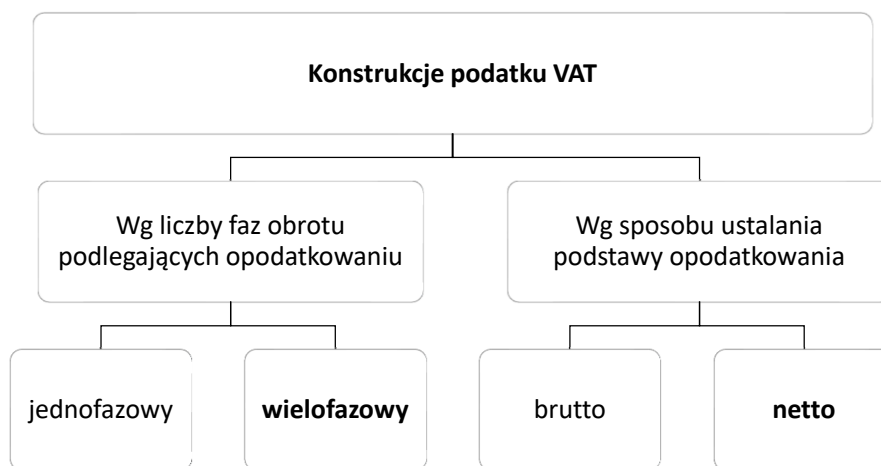 Konstrukcje podatku VAT
Wg liczby faz obrotu
podlegających opodatkowaniu
Wg sposobu ustalania
podstawy opodatkowania
jednofazowy
wielofazowy
brutto
netto